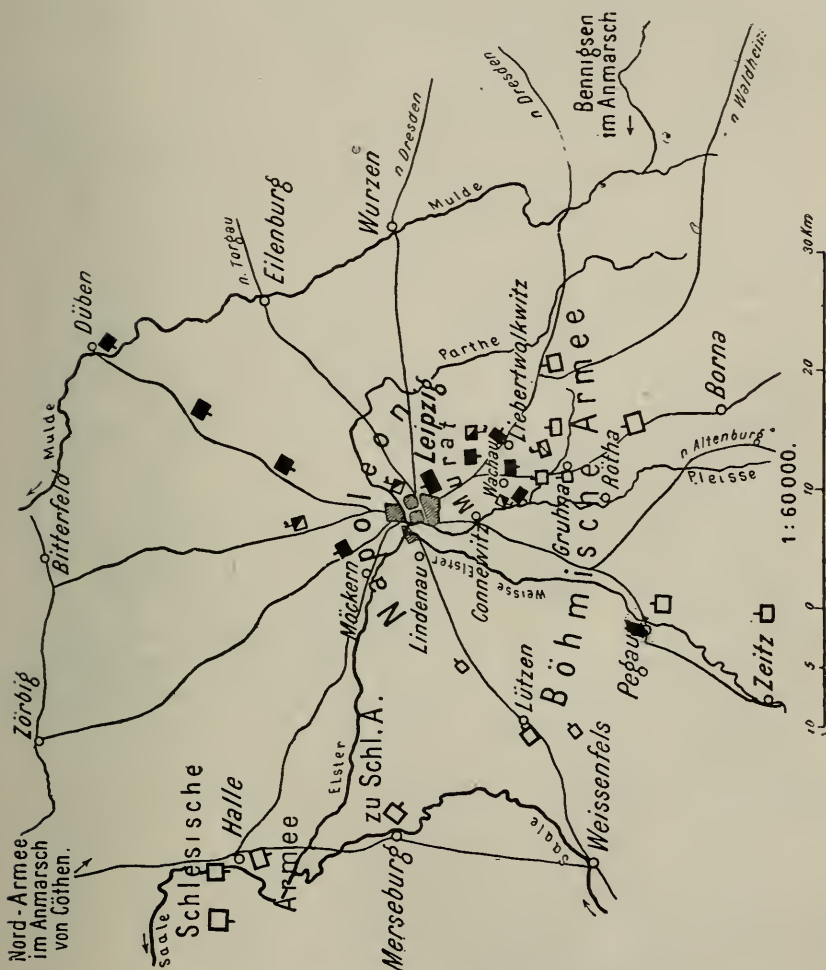 Nord-Armee
im Anmarsch
von Cöthen.
Zörbig
Bitterfeld
Mulde
Düben
n. Torgau
Eilenburg
Wurzen
n Dresden
Mulde
n Dresden
Bennigsen
im Anmarsch
n Waldheim
Saale
Schlesische
Armee
Halle
Elster
zu Schl. A.
Merseburg
Saale
Weissenfels
Lützen
Möckern
Lindenau
Napoleon
Leipzig
Murat
Parthe
Connewitz
Wachau
Liebertwolkwitz
Weisse
Elster
Gruhna
Rötha
Böhmische Armee
Borna
n Altenburg
Pleisse
Pegau
Zeitz
10 5 0 10 20 30 Km
1:60000.